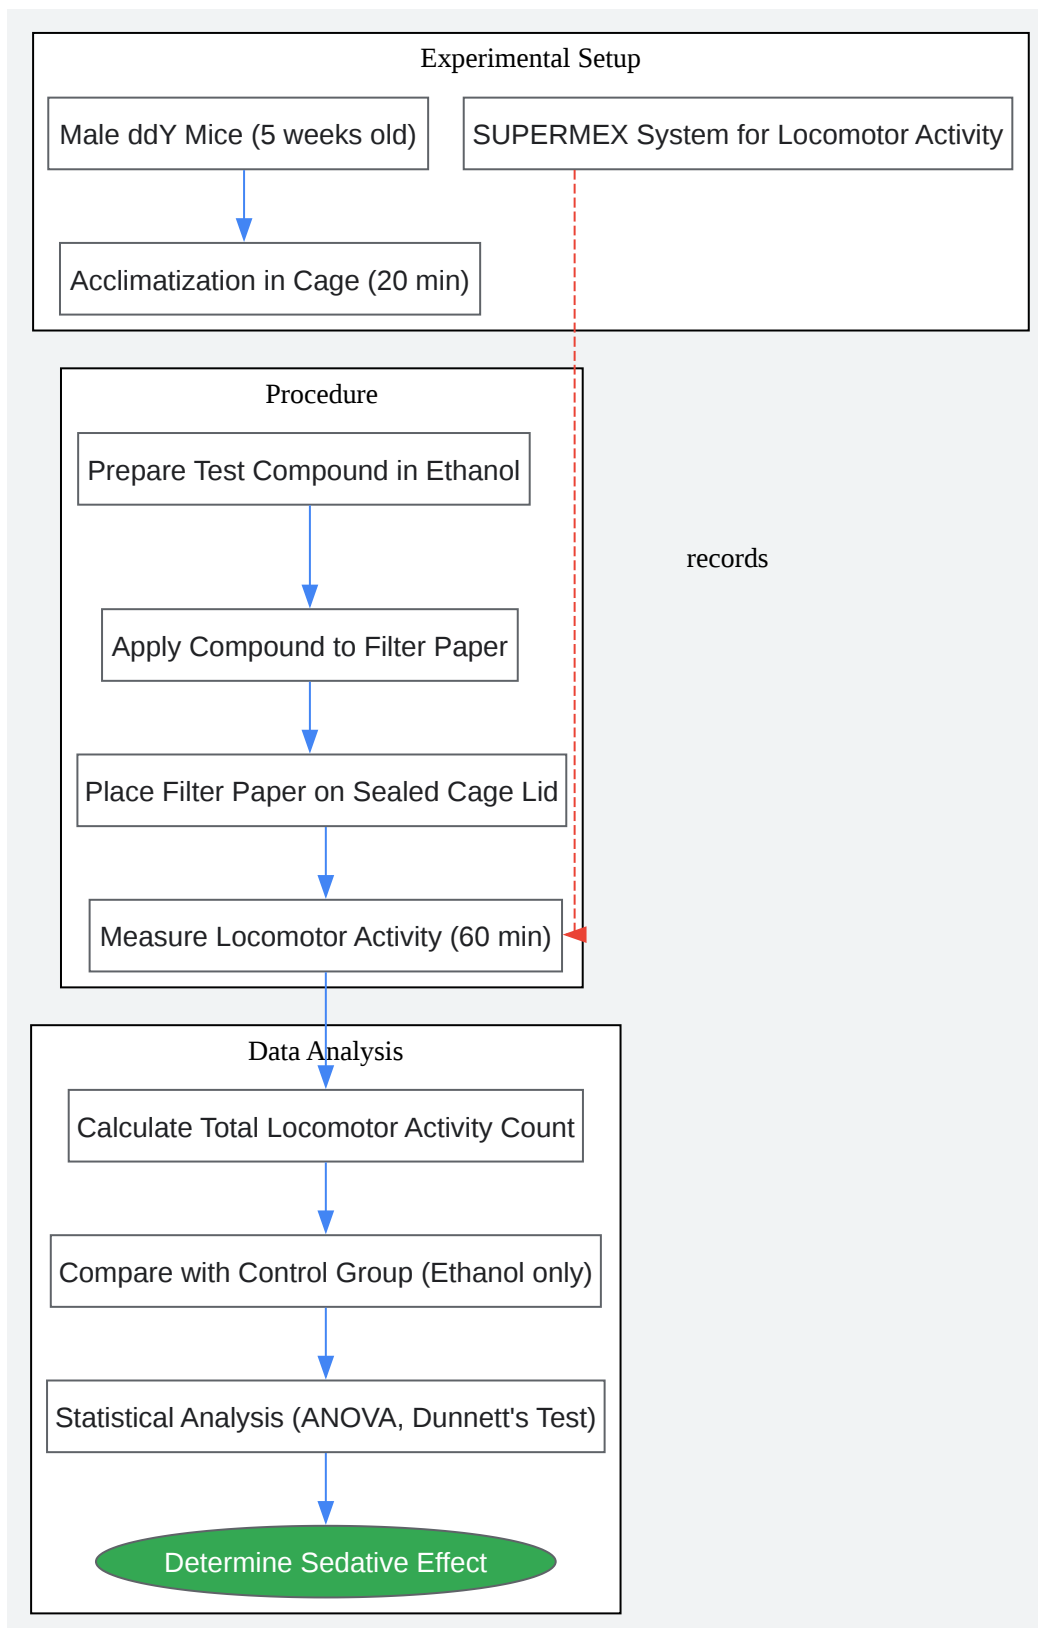 Experimental Setup
Male ddY Mice (5 weeks old)
SUPERMEX System for Locomotor Activity
Acclimatization in Cage (20 min)
Procedure
Prepare Test Compound in Ethanol
records
Apply Compound to Filter Paper
Place Filter Paper on Sealed Cage Lid
Measure Locomotor Activity (60 min)
Data Analysis
Calculate Total Locomotor Activity Count
Compare with Control Group (Ethanol only)
Statistical Analysis (ANOVA, Dunnett's Test)
Determine Sedative Effect